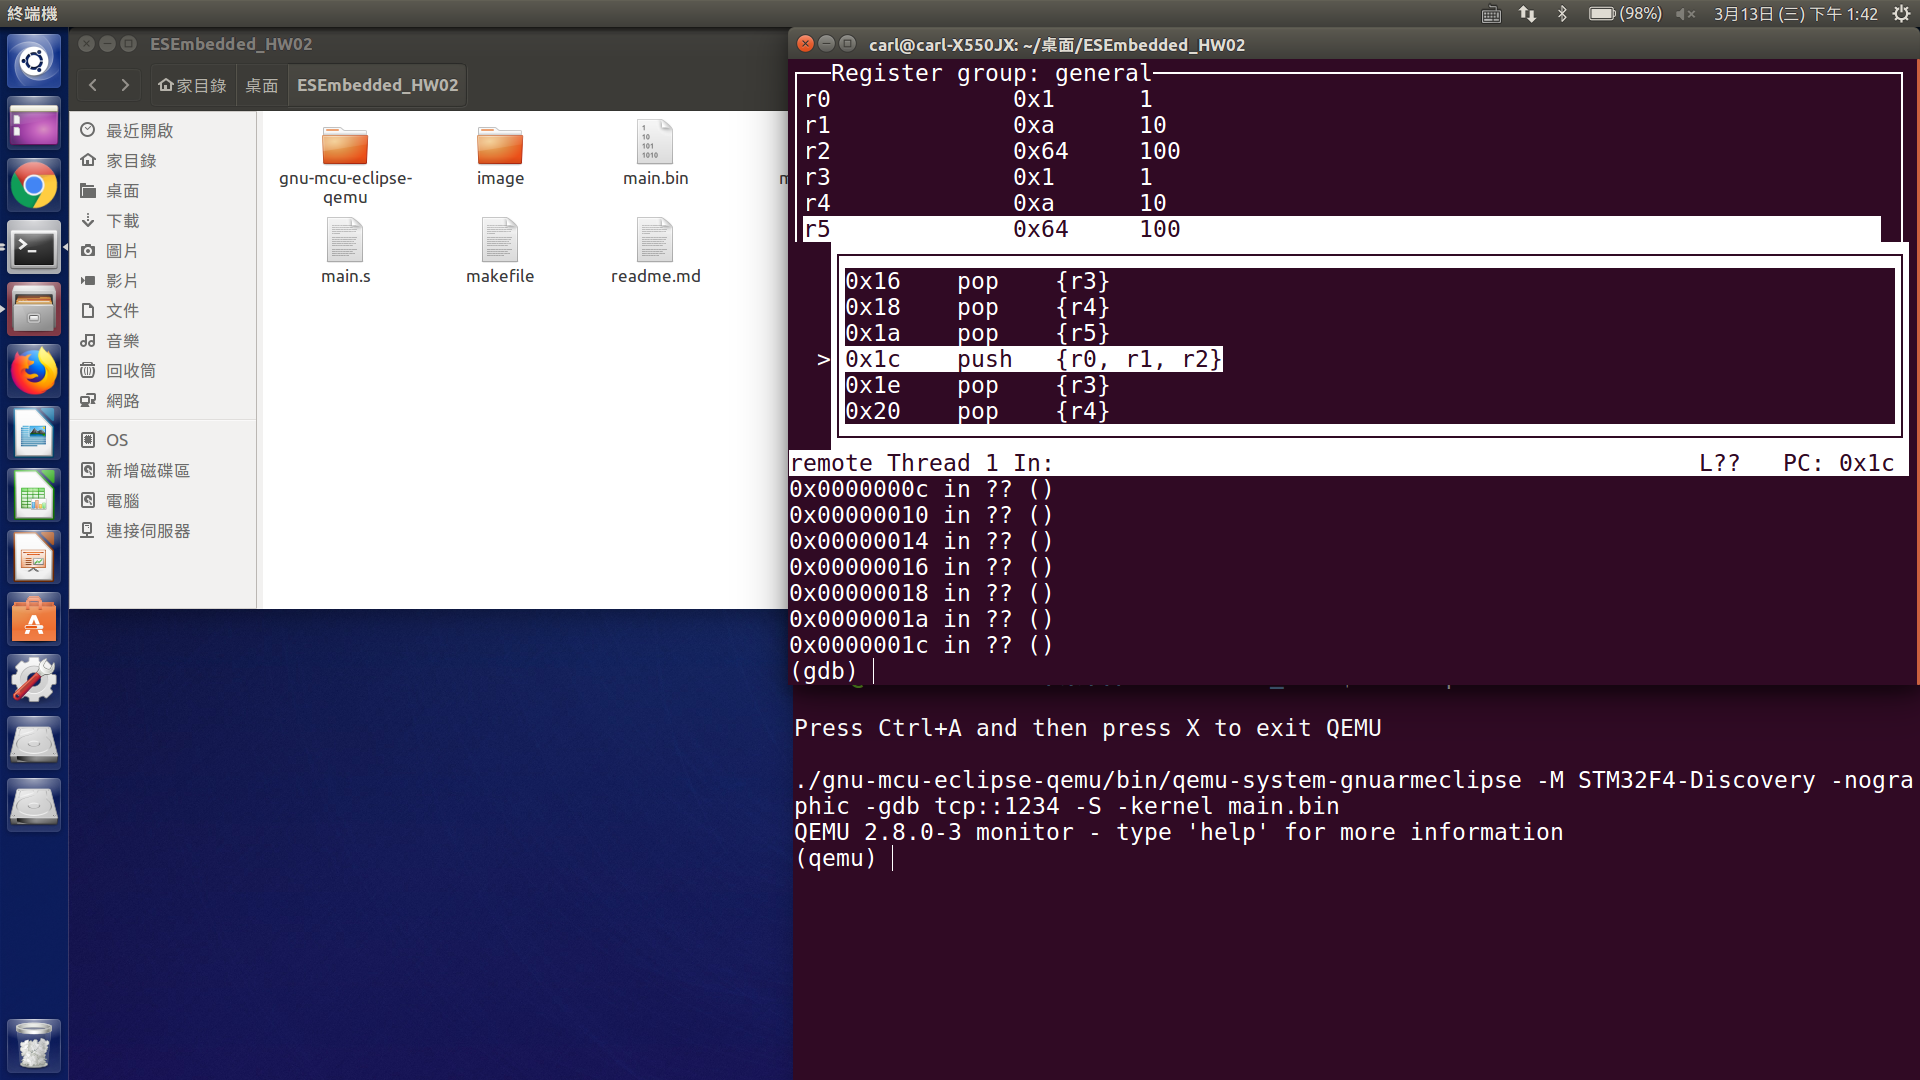 終端機
(98%)
3月13日 (三) 下午 1:42
ESEmbedded_HW02
家目錄
桌面
ESEmbedded_HW02
最近開啟
家目錄
桌面
下載
圖片
影片
文件
音樂
回收筒
網路
OS
新增磁碟區
電腦
連接伺服器
gnu-mcu-eclipse-qemu
image
main.bin
main.s
makefile
readme.md
carl@carl-X550JX: ~/桌面/ESEmbedded_HW02
Register group: general
r0 0x1 1
r1 0xa 10
r2 0x64 100
r3 0x1 1
r4 0xa 10
r5 0x64 100
0x16 pop {r3}
0x18 pop {r4}
0x1a pop {r5}
> 0x1c push {r0, r1, r2}
0x1e pop {r3}
0x20 pop {r4}
remote Thread 1 In: L?? PC: 0x1c
0x0000000c in ?? ()
0x00000010 in ?? ()
0x00000014 in ?? ()
0x00000016 in ?? ()
0x00000018 in ?? ()
0x0000001a in ?? ()
0x0000001c in ?? ()
(gdb)
Press Ctrl+A and then press X to exit QEMU
./gnu-mcu-eclipse-qemu/bin/qemu-system-gnuarmeclipse -M STM32F4-Discovery -nogra
phic -gdb tcp::1234 -S -kernel main.bin
QEMU 2.8.0-3 monitor - type 'help' for more information
(qemu)